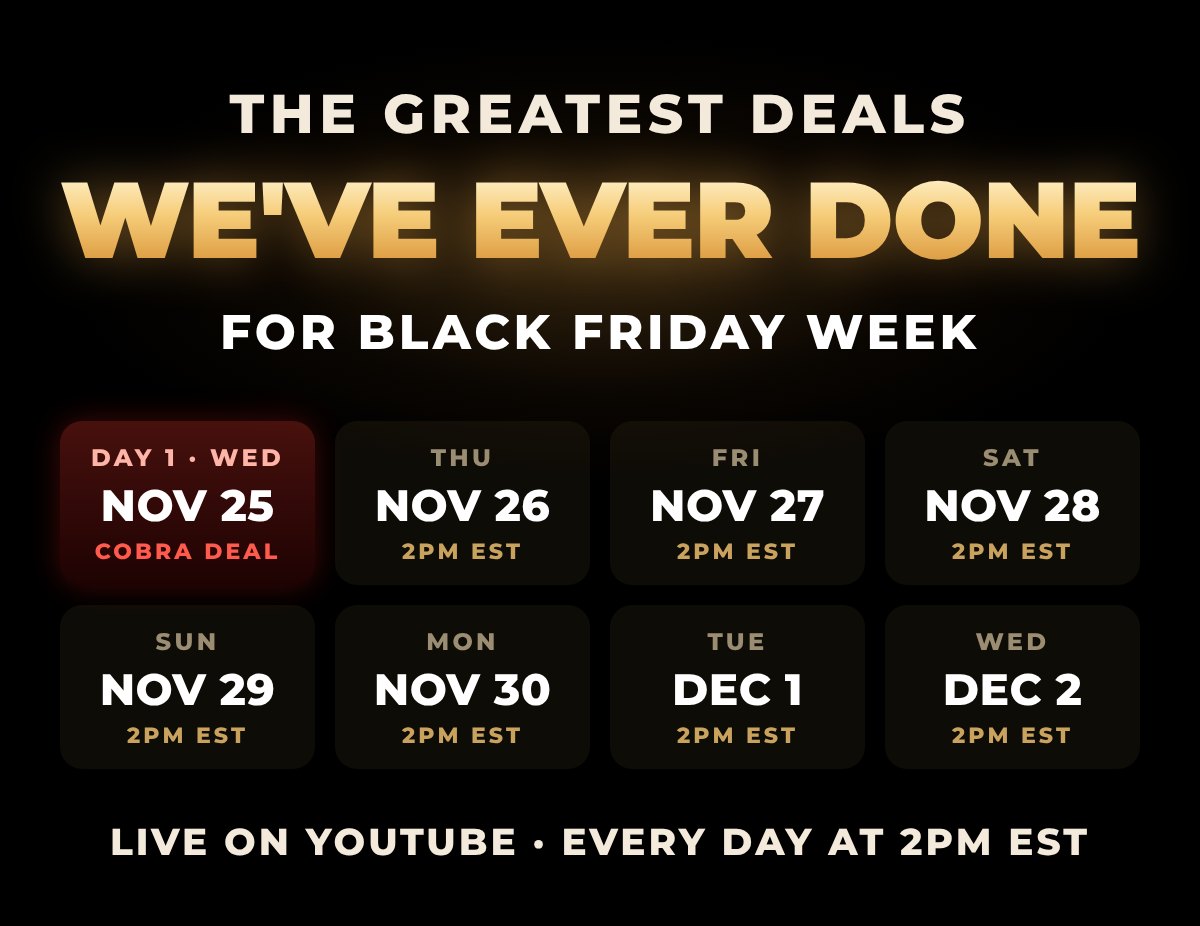 THE GREATEST DEALS
WE'VE EVER DONE
FOR BLACK FRIDAY WEEK
DAY 1 · WED
NOV 25
COBRA DEAL
THU
NOV 26
2PM EST
FRI
NOV 27
2PM EST
SAT
NOV 28
2PM EST
SUN
NOV 29
2PM EST
MON
NOV 30
2PM EST
TUE
DEC 1
2PM EST
WED
DEC 2
2PM EST
LIVE ON YOUTUBE · EVERY DAY AT 2PM EST